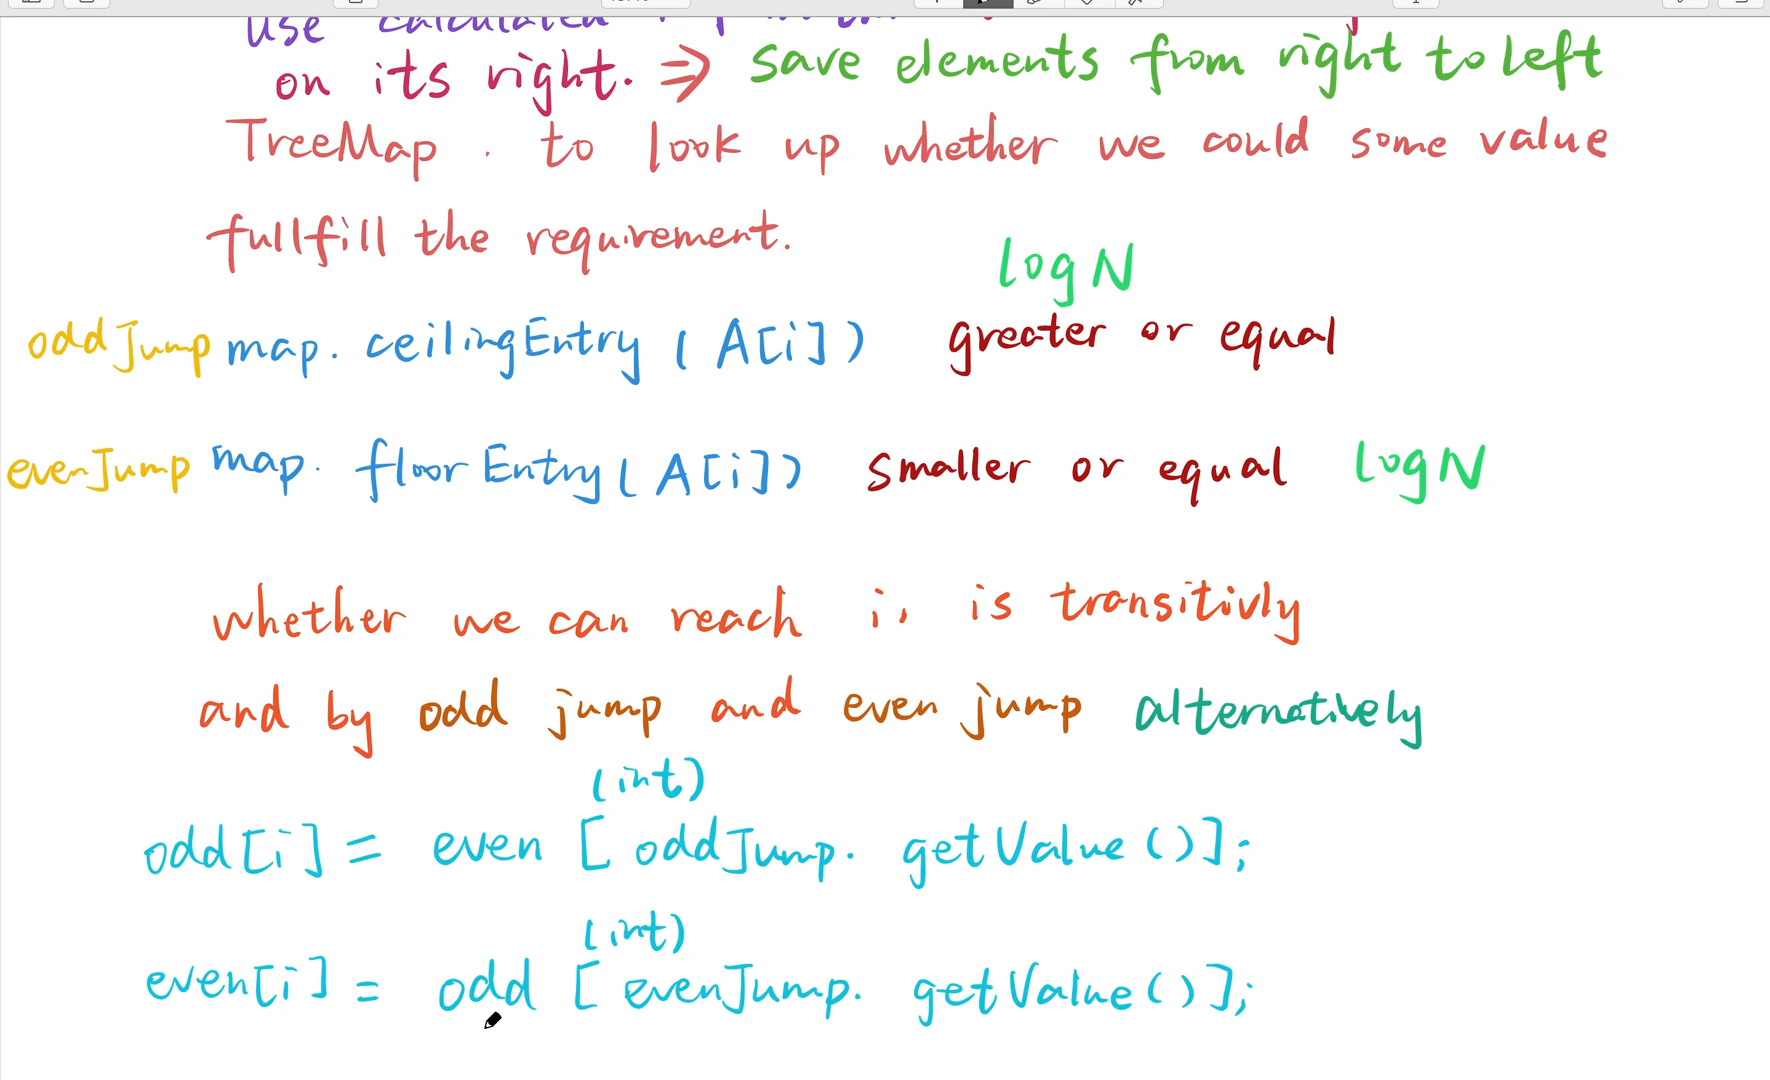 use calculated
on its right. ⇒ save elements from right to left
TreeMap. to look up whether we could some value
fullfill the requirement.
logN
oddJump map. ceilingEntry (A[i]) greater or equal
evenJump map. floorEntry(A[i]) smaller or equal logN
whether we can reach i, is transitivly
and by odd jump and even jump alternatively
(int)
odd[i] = even [oddJump. getValue()];
(int)
even[i] = odd [evenJump. getValue()];